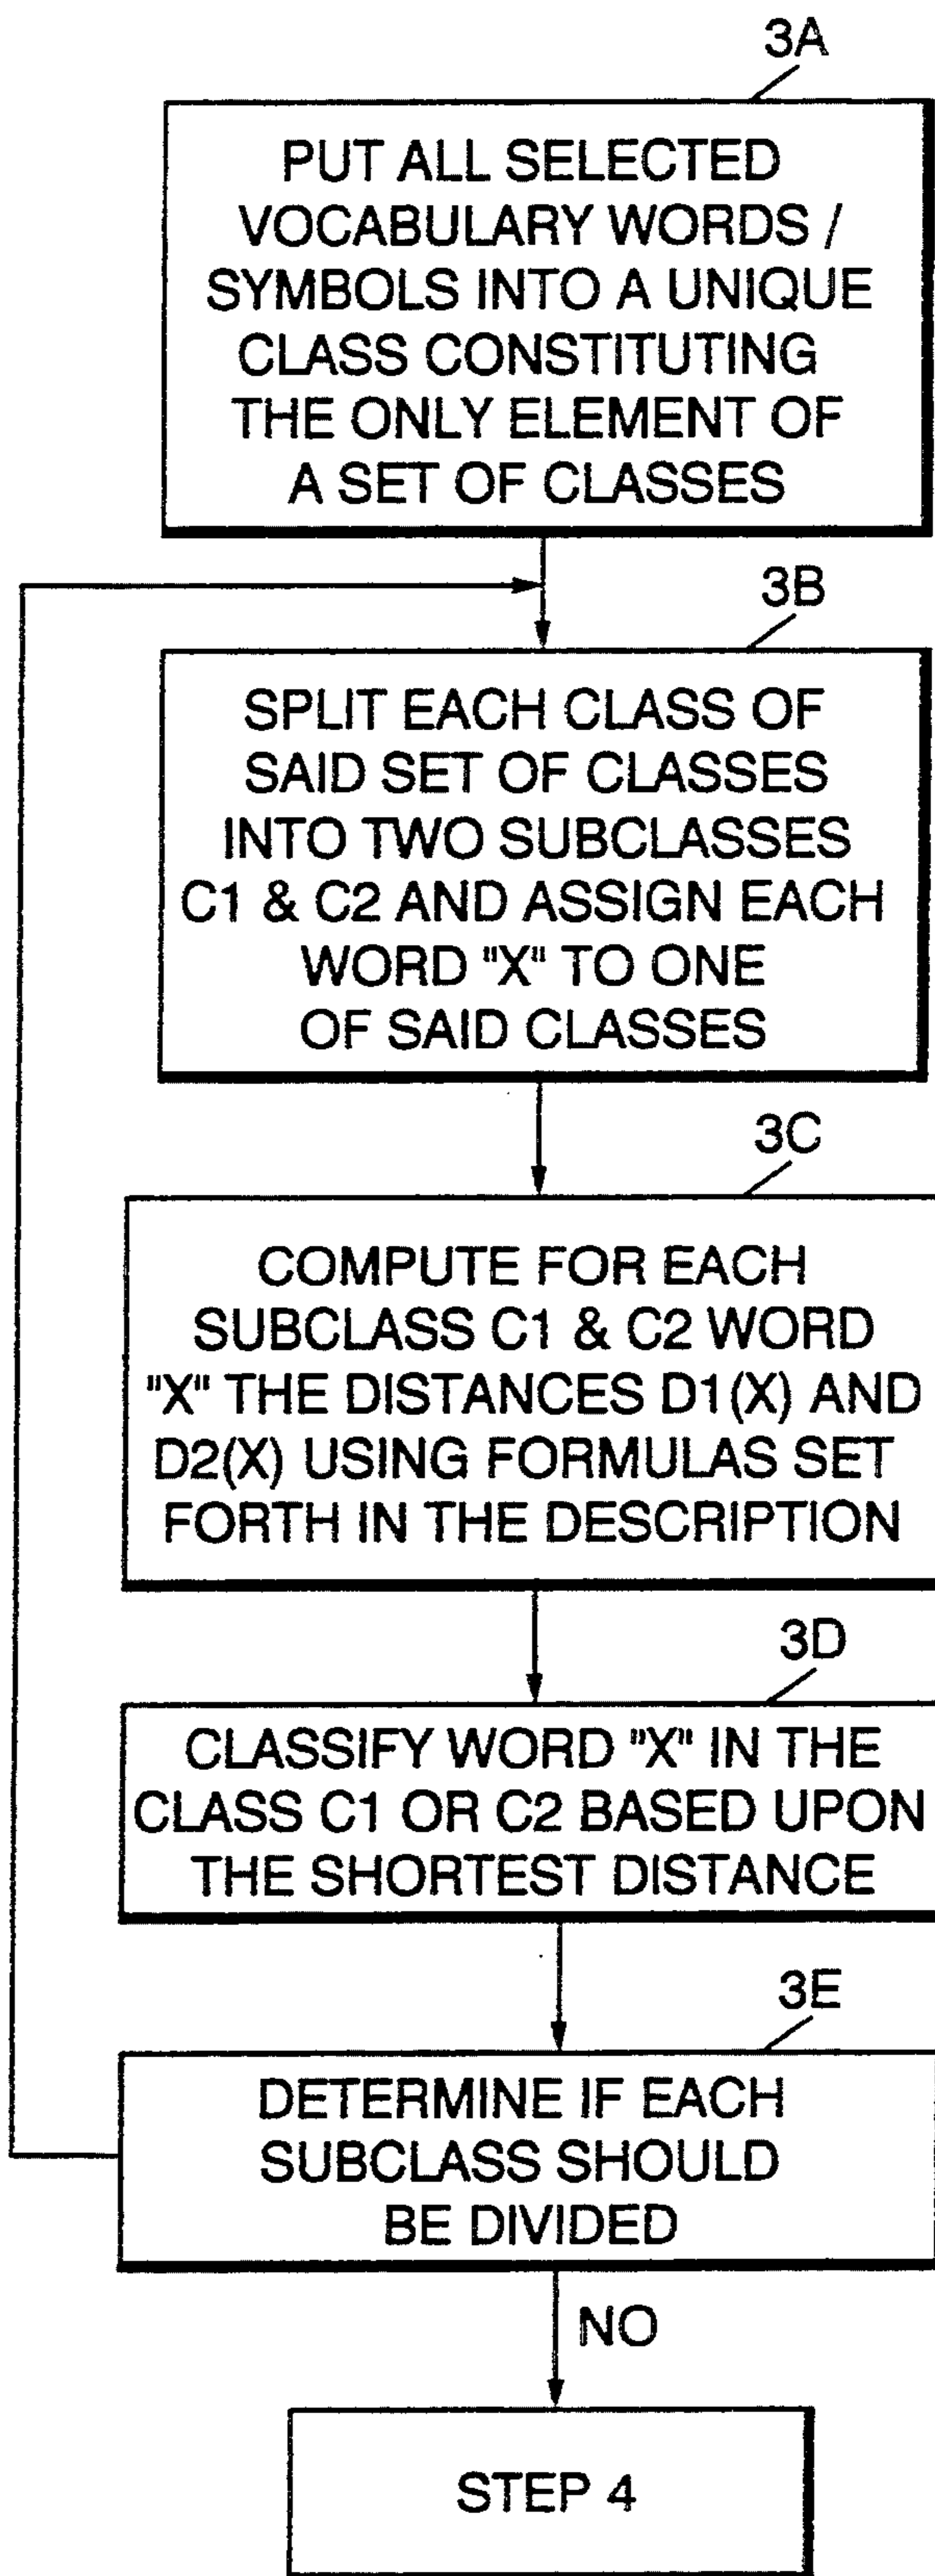 3A
PUT ALL SELECTED
VOCABULARY WORDS /
SYMBOLS INTO A UNIQUE
CLASS CONSTITUTING
THE ONLY ELEMENT OF
A SET OF CLASSES
3B
SPLIT EACH CLASS OF
SAID SET OF CLASSES
INTO TWO SUBCLASSES
C1 & C2 AND ASSIGN EACH
WORD "X" TO ONE
OF SAID CLASSES
3C
COMPUTE FOR EACH
SUBCLASS C1 & C2 WORD
"X" THE DISTANCES D1(X) AND
D2(X) USING FORMULAS SET
FORTH IN THE DESCRIPTION
3D
CLASSIFY WORD "X" IN THE
CLASS C1 OR C2 BASED UPON
THE SHORTEST DISTANCE
3E
DETERMINE IF EACH
SUBCLASS SHOULD
BE DIVIDED
NO
STEP 4